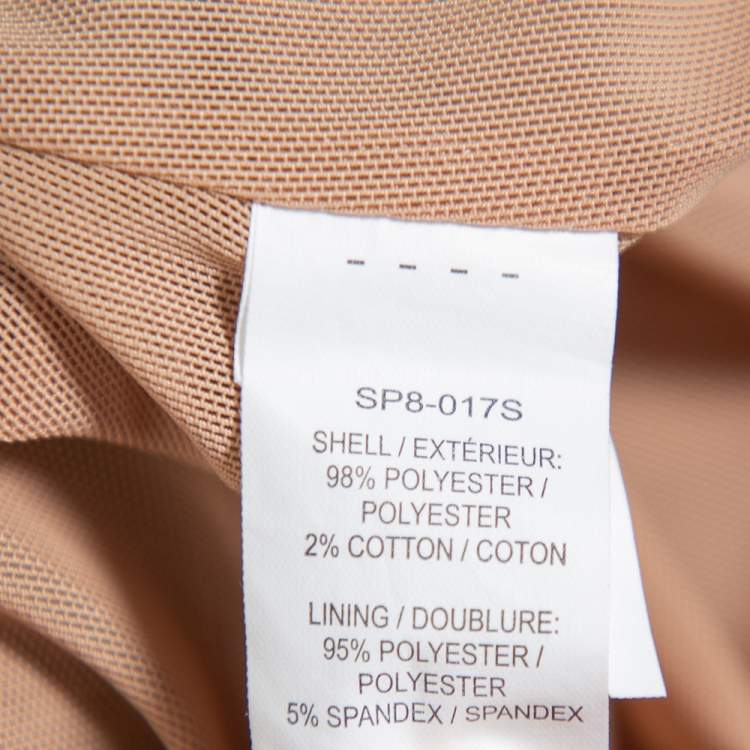 SP8-017S
SHELL / EXTÉRIEUR:
98% POLYESTER /
POLYESTER
2% COTTON / COTON
LINING / DOUBLURE:
95% POLYESTER /
POLYESTER
5% SPANDEX / SPANDEX